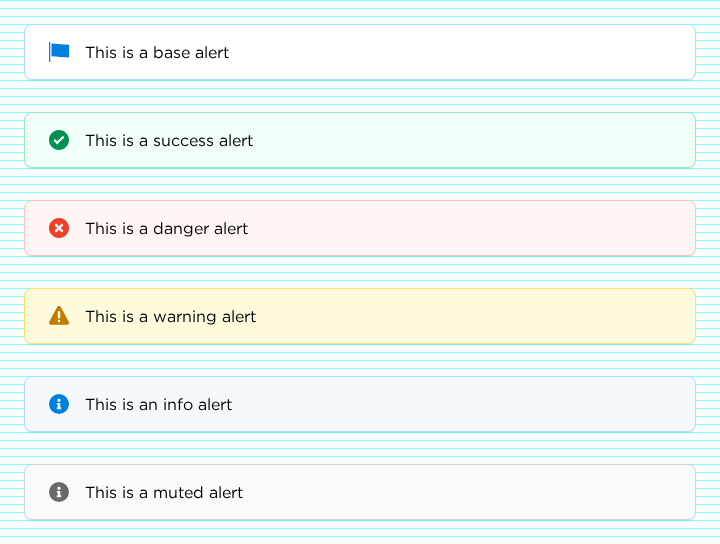 This is a base alert
This is a success alert
This is a danger alert
This is a warning alert
This is an info alert
This is a muted alert